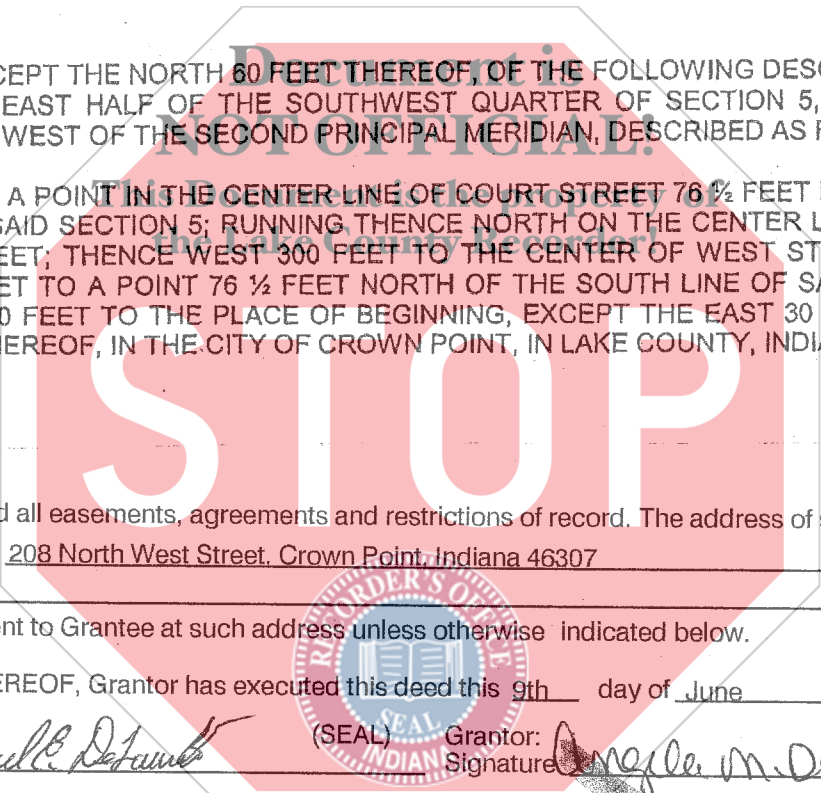 Document is
CEPT THE NORTH 60 FEET THEREOF, OF THE FOLLOWING DESC
EAST HALF OF THE SOUTHWEST QUARTER OF SECTION 5,
NOT OFFICIAL!
WEST OF THE SECOND PRINCIPAL MERIDIAN, DESCRIBED AS F
This Document is the property of
A POINT IN THE CENTER LINE OF COURT STREET 76 ½ FEET
SAID SECTION 5; RUNNING THENCE NORTH ON THE CENTER L
the Lake County Recorder!
EET; THENCE WEST 300 FEET TO THE CENTER OF WEST ST
ET TO A POINT 76 ½ FEET NORTH OF THE SOUTH LINE OF SA
0 FEET TO THE PLACE OF BEGINNING, EXCEPT THE EAST 30
HEREOF, IN THE CITY OF CROWN POINT, IN LAKE COUNTY, INDIA
STOP
d all easements, agreements and restrictions of record. The address of s
208 North West Street, Crown Point, Indiana 46307
RECORDER'S OFFICE
nt to Grantee at such address unless otherwise indicated below.
EREOF, Grantor has executed this deed this 9th day of June
SEAL
(SEAL) Grantor:
INDIANA
Signature Angela M. D